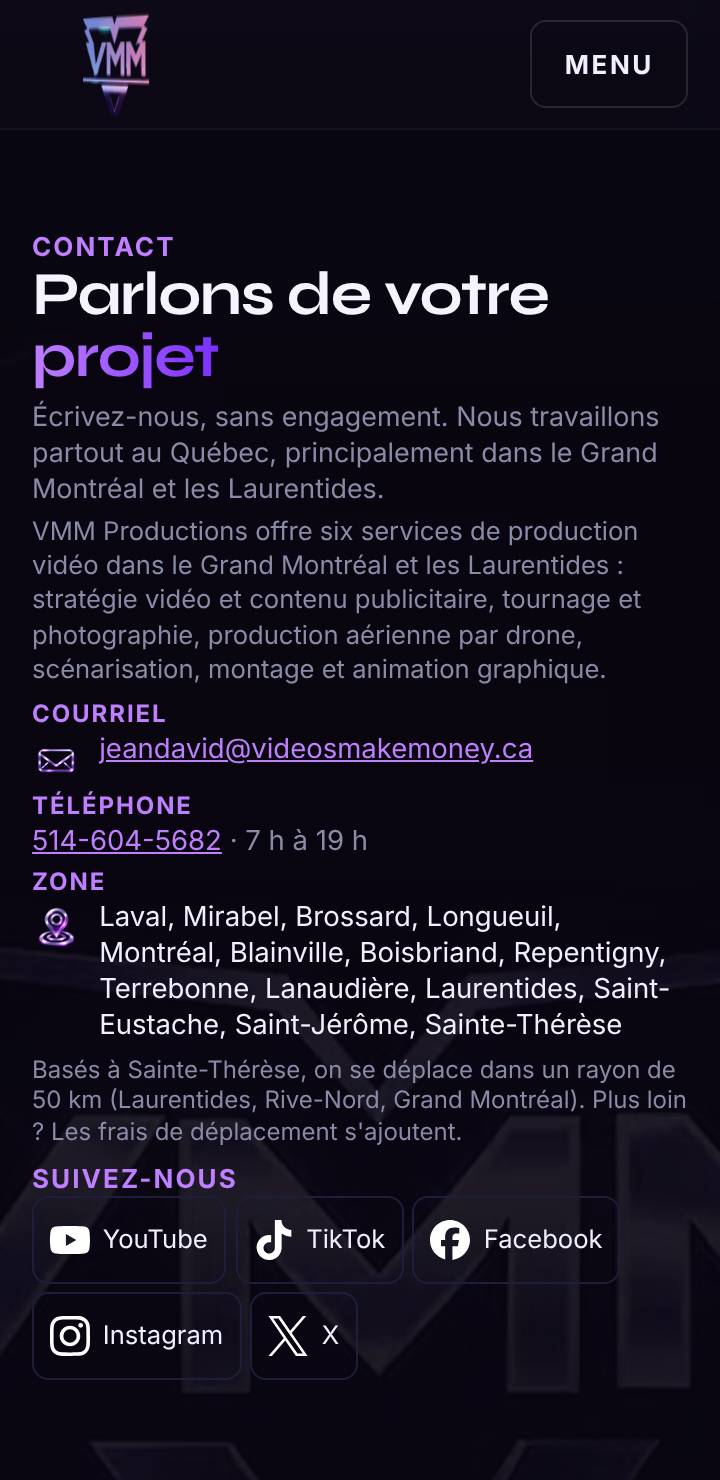 VMM
MENU
CONTACT
Parlons de votre
projet
Écrivez-nous, sans engagement. Nous travaillons
partout au Québec, principalement dans le Grand
Montréal et les Laurentides.
VMM Productions offre six services de production
vidéo dans le Grand Montréal et les Laurentides :
stratégie vidéo et contenu publicitaire, tournage et
photographie, production aérienne par drone,
scénarisation, montage et animation graphique.
COURRIEL
jeandavid@videosmakemoney.ca
TÉLÉPHONE
514-604-5682 · 7 h à 19 h
ZONE
Laval, Mirabel, Brossard, Longueuil,
Montréal, Blainville, Boisbriand, Repentigny,
Terrebonne, Lanaudière, Laurentides, Saint-
Eustache, Saint-Jérôme, Sainte-Thérèse
Basés à Sainte-Thérèse, on se déplace dans un rayon de
50 km (Laurentides, Rive-Nord, Grand Montréal). Plus loin
? Les frais de déplacement s'ajoutent.
SUIVEZ-NOUS
YouTube TikTok Facebook
Instagram X